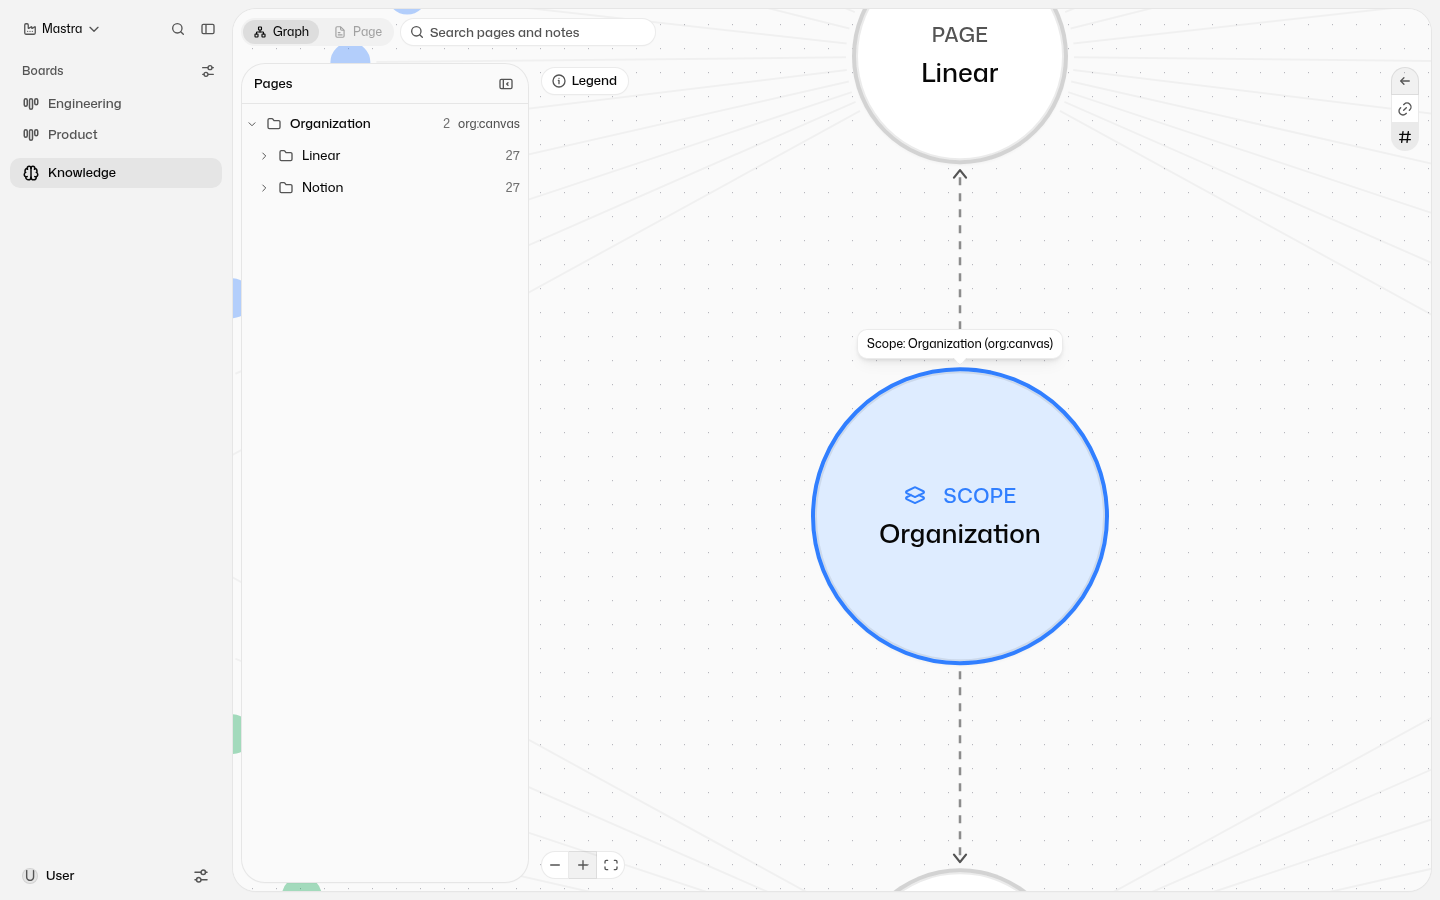 Mastra
Boards
Engineering
Product
Knowledge
User
Graph
Page
Search pages and notes
Pages
Organization 2 org:canvas
Linear 27
Notion 27
Legend
PAGE
Linear
Scope: Organization (org:canvas)
SCOPE
Organization
U